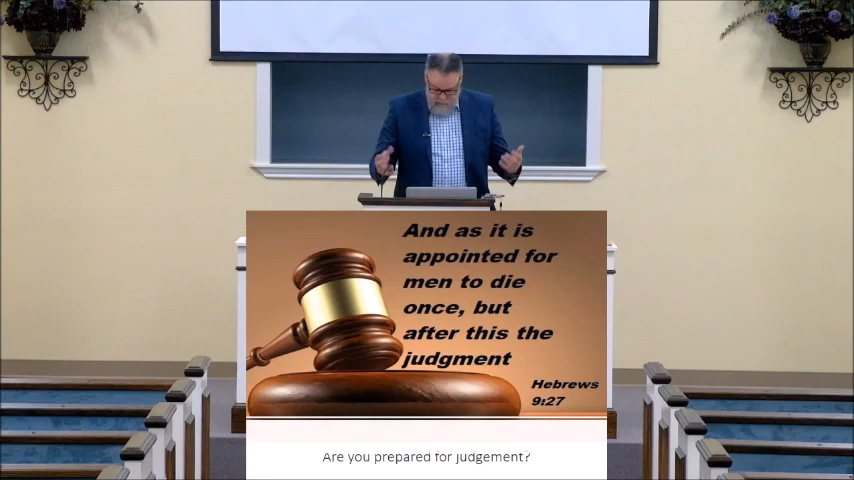 And as it is
appointed for
men to die
once, but
after this the
judgment
Hebrews
9:27
Are you prepared for judgement?